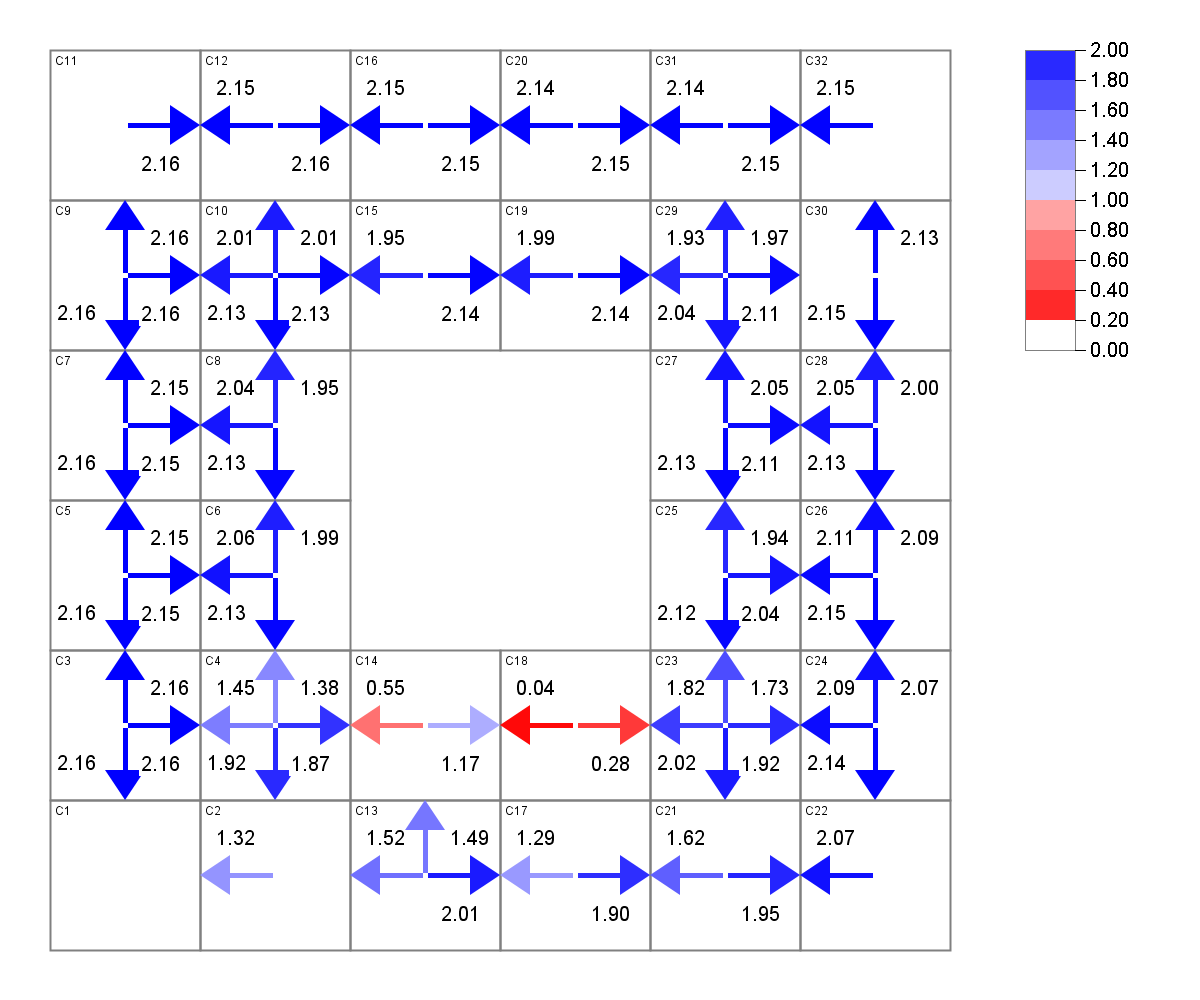 C11 C12 C16 C20 C31 C32 2.00
2.15 2.15 2.14 2.14 2.15 1.80
1.60
1.40
2.16 2.16 2.15 2.15 2.15 1.20
1.00
C9 C10 C15 C19 C29 C30 0.80
2.16 2.01 2.01 1.95 1.99 1.93 1.97 2.13 0.60
0.40
2.16 2.16 2.13 2.13 2.14 2.14 2.04 2.11 2.15 0.20
0.00
C7 C8 C27 C28
2.15 2.04 1.95 2.05 2.05 2.00
2.16 2.15 2.13 2.13 2.11 2.13
C5 C6 C25 C26
2.15 2.06 1.99 1.94 2.11 2.09
2.16 2.15 2.13 2.12 2.04 2.15
C3 C4 C14 C18 C23 C24
2.16 1.45 1.38 0.55 0.04 1.82 1.73 2.09 2.07
2.16 2.16 1.92 1.87 1.17 0.28 2.02 1.92 2.14
C1 C2 C13 C17 C21 C22
1.32 1.52 1.49 1.29 1.62 2.07
2.01 1.90 1.95